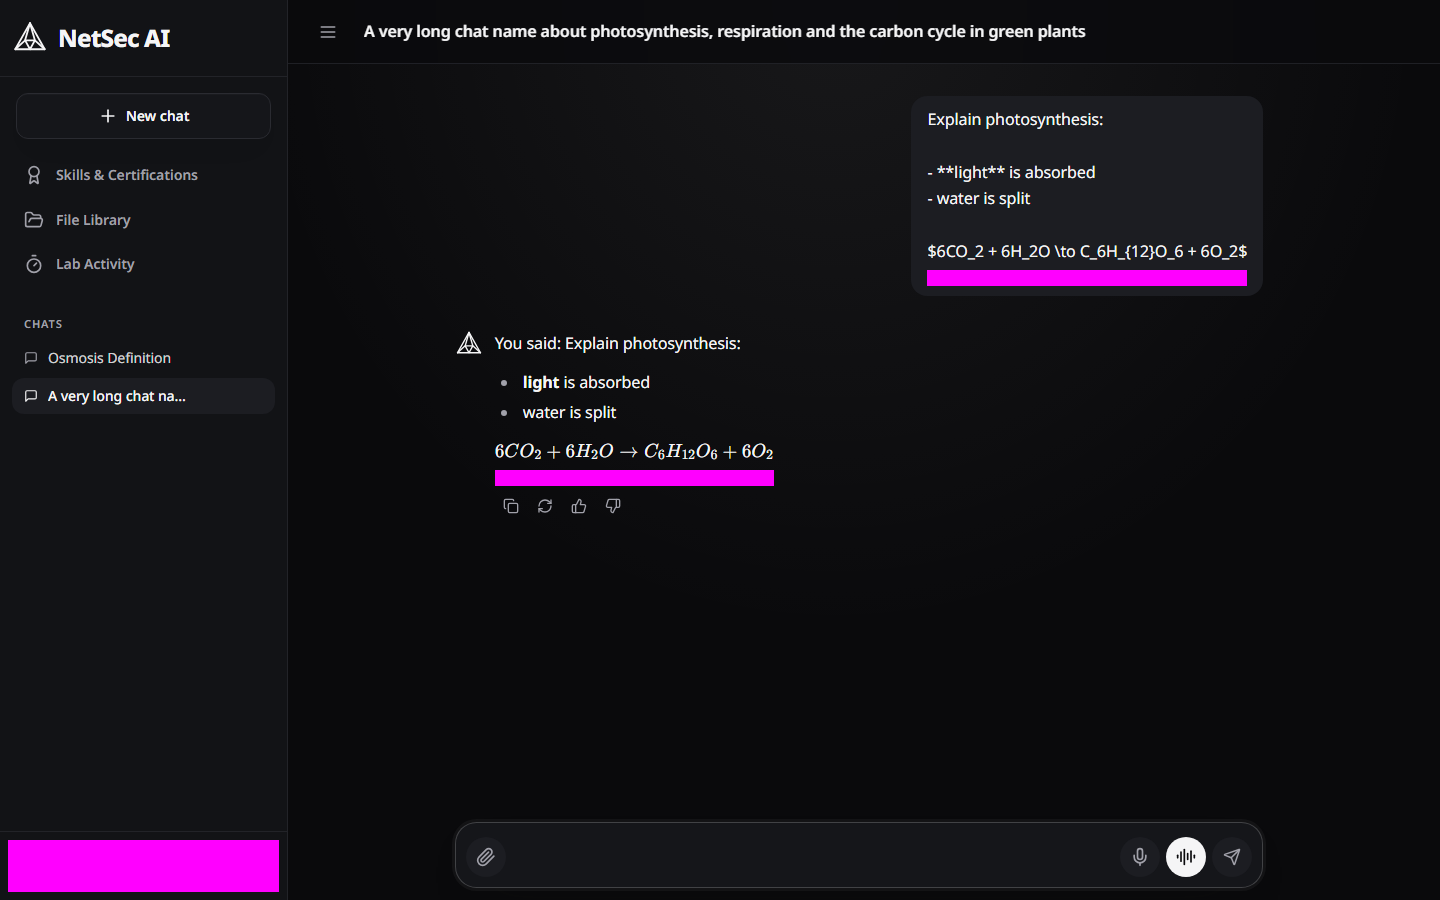 NetSec AI
New chat
Skills & Certifications
File Library
Lab Activity
CHATS
Osmosis Definition
A very long chat na...
A very long chat name about photosynthesis, respiration and the carbon cycle in green plants
Explain photosynthesis:
- **light** is absorbed
- water is split
$6CO_2 + 6H_2O \to C_6H_{12}O_6 + 6O_2$
You said: Explain photosynthesis:
• light is absorbed
• water is split
6CO₂ + 6H₂O → C₆H₁₂O₆ + 6O₂